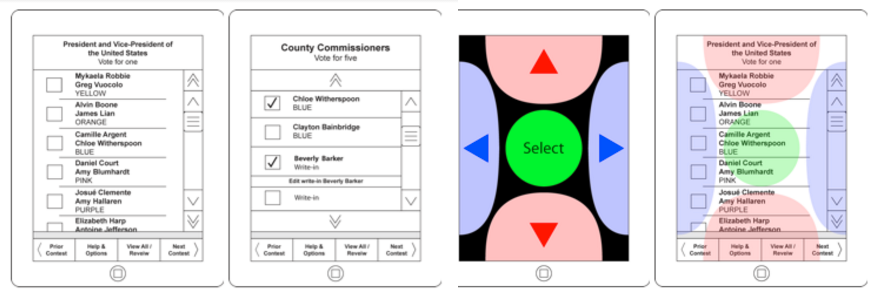 President and Vice-President of
the United States
Vote for one
Mykaela Robbie
Greg Vuocolo
YELLOW
Alvin Boone
James Lian
ORANGE
Camille Argent
Chloe Witherspoon
BLUE
Daniel Court
Amy Blumhardt
PINK
Josué Clemente
Amy Hallaren
PURPLE
Elizabeth Harp
Antoine Jefferson
Prior
Contest
Help &
Options
View All /
Reveiw
Next
Contest
County Commissioners
Vote for five
Chloe Witherspoon
BLUE
Clayton Bainbridge
BLUE
Beverly Barker
Write-in
Edit write-in Beverly Barker
Write-in
Prior
Contest
Help &
Options
View All /
Reveiw
Next
Contest
Select
President and Vice-President of
the United States
Vote for one
Mykaela Robbie
Greg Vuocolo
YELLOW
Alvin Boone
James Lian
ORANGE
Camille Argent
Chloe Witherspoon
BLUE
Daniel Court
Amy Blumhardt
PINK
Josué Clemente
Amy Hallaren
PURPLE
Elizabeth Harp
Antoine Jefferson
Prior
Contest
Help &
Options
View All /
Reveiw
Next
Contest